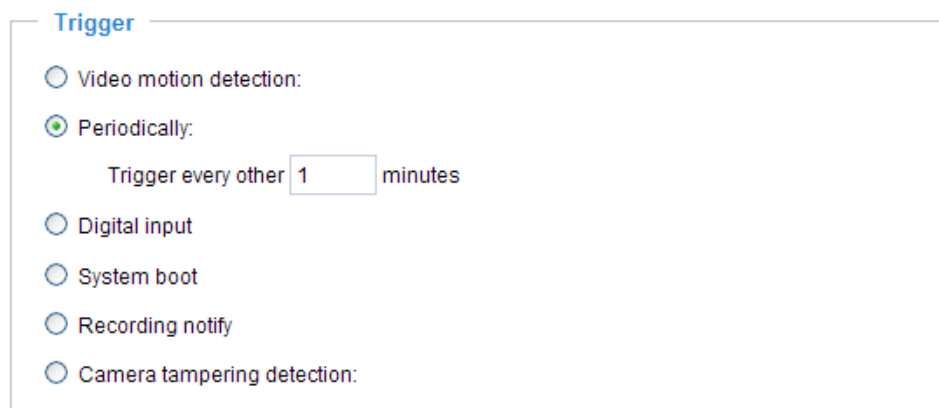 Trigger
Video motion detection:
Periodically:
Trigger every other 1 minutes
Digital input
System boot
Recording notify
Camera tampering detection: